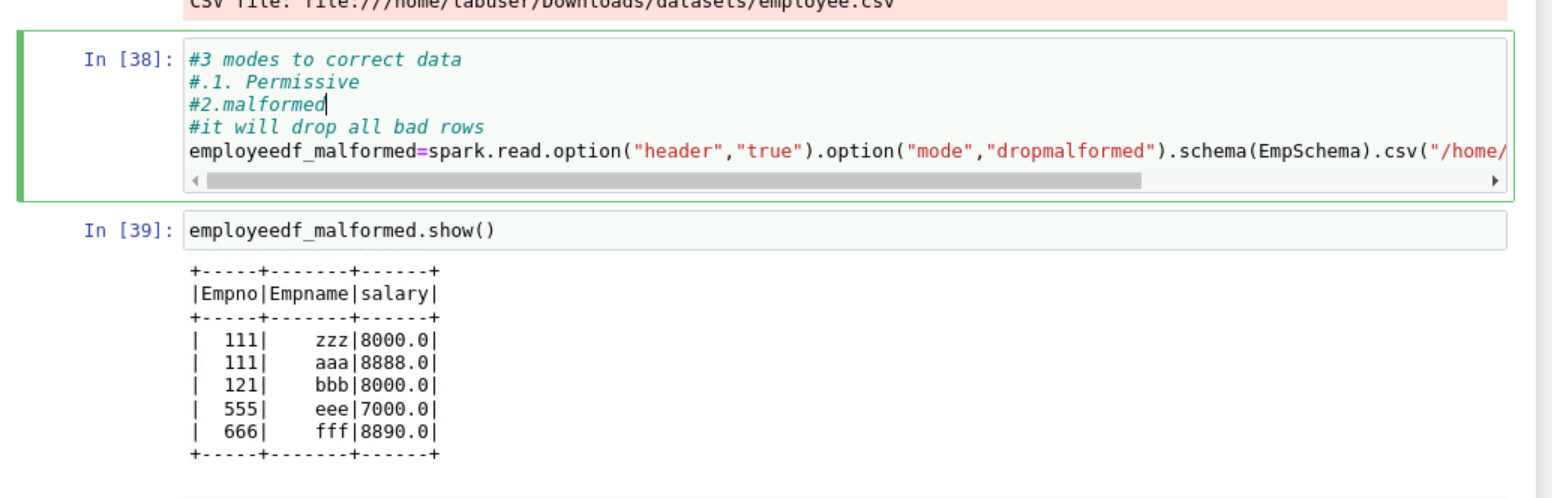 CSV file: file:///home/labuser/Downloads/datasets/employee.csv
In [38]:
#3 modes to correct data
#.1. Permissive
#2.malformed
#it will drop all bad rows
employeedf_malformed=spark.read.option("header","true").option("mode","dropmalformed").schema(EmpSchema).csv("/home/
In [39]:
employeedf_malformed.show()
+-----+-------+------+
|Empno|Empname|salary|
+-----+-------+------+
|  111|    zzz|8000.0|
|  111|    aaa|8888.0|
|  121|    bbb|8000.0|
|  555|    eee|7000.0|
|  666|    fff|8890.0|
+-----+-------+------+